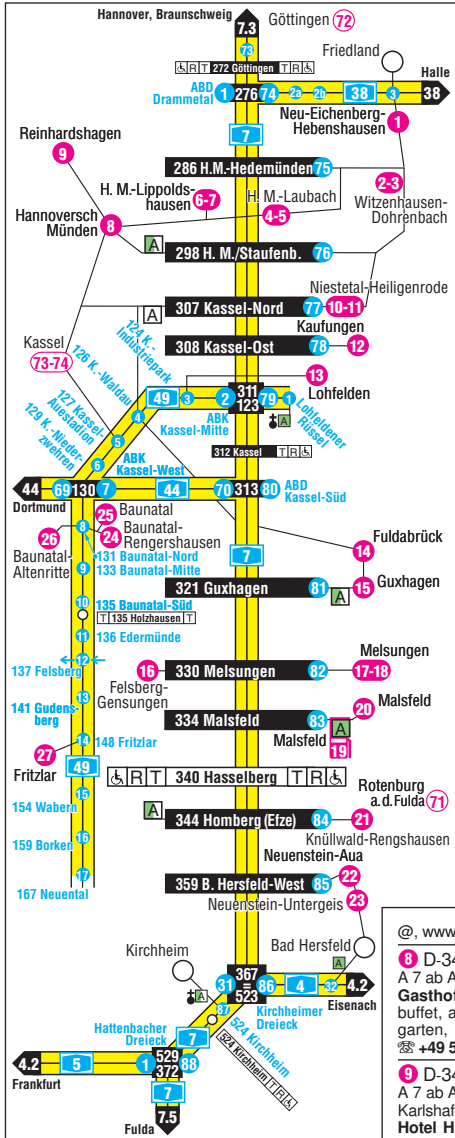 Hannover, Braunschweig
7.3
Göttingen 72
73
Friedland
R T 272 Göttingen T R
ABD
Drammetal
1 276 74 2a 2b 38 3 38
Halle
Neu-Eichenberg-
Hebenshausen
1
Reinhardshagen
9
7
286 H.M.-Hedemünden 75
H. M.-Lippolds-
hausen 6-7
H. M.-Laubach
4-5
2-3
Witzenhausen-
Dohrenbach
Hannoversch
Münden
8
A
298 H. M./Staufenb. 76
Niestetal-Heiligenrode
A
307 Kassel-Nord 77 10-11
Kaufungen
308 Kassel-Ost 78 12
Kassel
73-74
124 K.-
Industriepark
126 K.-Waldau
127 Kassel-
Auestadion
129 K.-Nieder-
zwehren
13
Lohfelden
49 3 2 311
123 79 1
4
5
6
ABK
Kassel-Mitte
Lohfeldener
Rüssel
A
312 Kassel T R
ABK
Kassel-West
44 69 130 7 44 70 313 80
ABD
Kassel-Süd
Dortmund
25 Baunatal
8
24 Baunatal-
Rengershausen
26
Baunatal-
Altenritte
131 Baunatal-Nord
9 133 Baunatal-Mitte
7
Fuldabrück
14
15
Guxhagen
321 Guxhagen 81
A
10 135 Baunatal-Süd
T 135 Holzhausen T
11 136 Edermünde
12
137 Felsberg
Melsungen
16 330 Melsungen 82 17-18
Felsberg-
Gensungen
13
141 Gudens-
berg
334 Malsfeld 83
A
20 Malsfeld
Malsfeld
19
14 148 Fritzlar
27
Fritzlar
49
R T 340 Hasselberg T R
15
154 Wabern
A
Rotenburg
a.d.Fulda 71
344 Homberg (Efze) 84 21
Knüllwald-Rengshausen
16
159 Borken
Neuenstein-Aua
17
167 Neuental
359 B. Hersfeld-West 85 22
23
Neuenstein-Untergeis
Bad Hersfeld
A
Kirchheim
A
31 367
=
523 86 4 32 4.2
Eisenach
87
Kirchheimer
Dreieck
Hattenbacher
Dreieck
7
524 Kirchheim
524 Kirchheim T R
4.2 5 1 529
372 88
Frankfurt
7
7.5
Fulda
@, www
8 D-34
A 7 ab A
Gasthof
buffet, a
garten,
☎ +49 5
9 D-34
A 7 ab A
Karlshaf
Hotel H